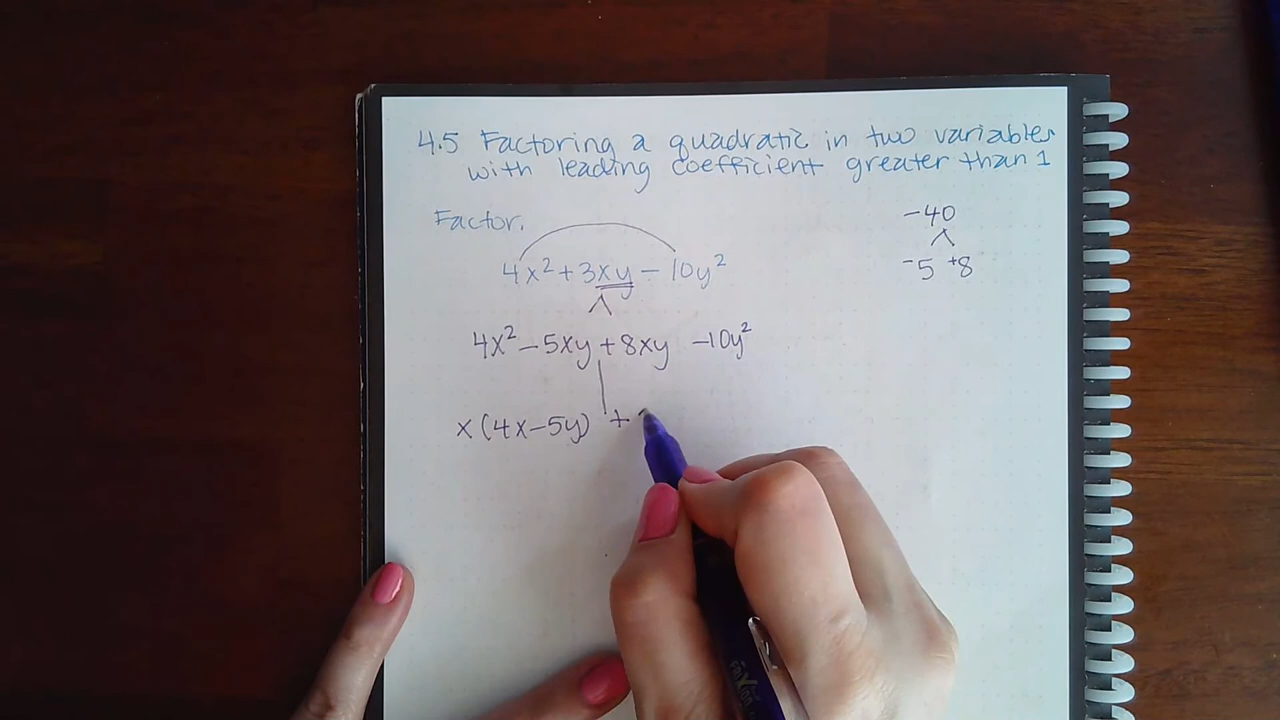 4.5 Factoring a quadratic in two variables
with leading coefficient greater than 1
Factor.
4x²+3xy-10y²
-40
-5 +8
4x²-5xy+8xy -10y²
x(4x-5y) +
FriXion